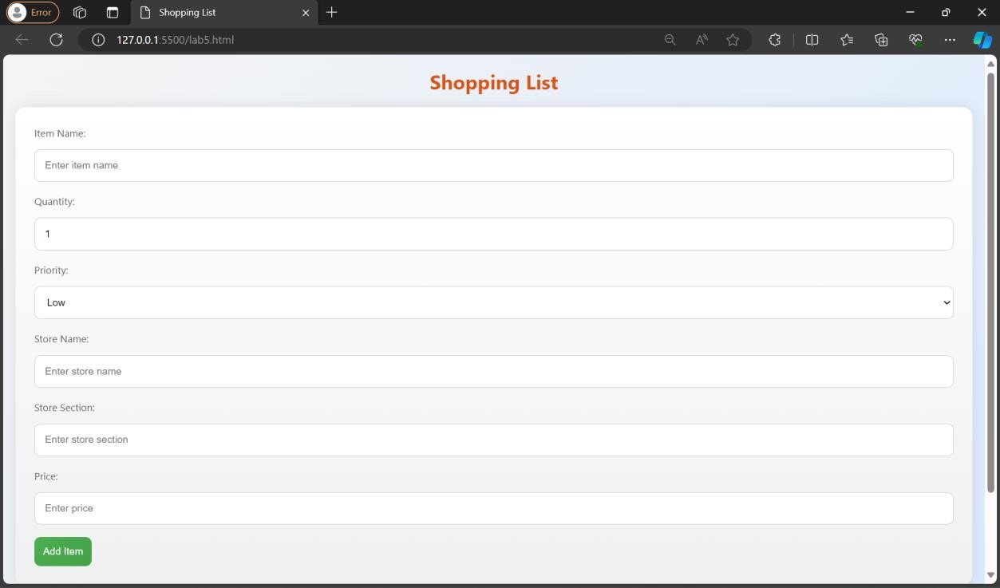 Error
Shopping List
127.0.0.1:5500/lab5.html
Shopping List
Item Name:
Enter item name
Quantity:
1
Priority:
Low
Store Name:
Enter store name
Store Section:
Enter store section
Price:
Enter price
Add Item